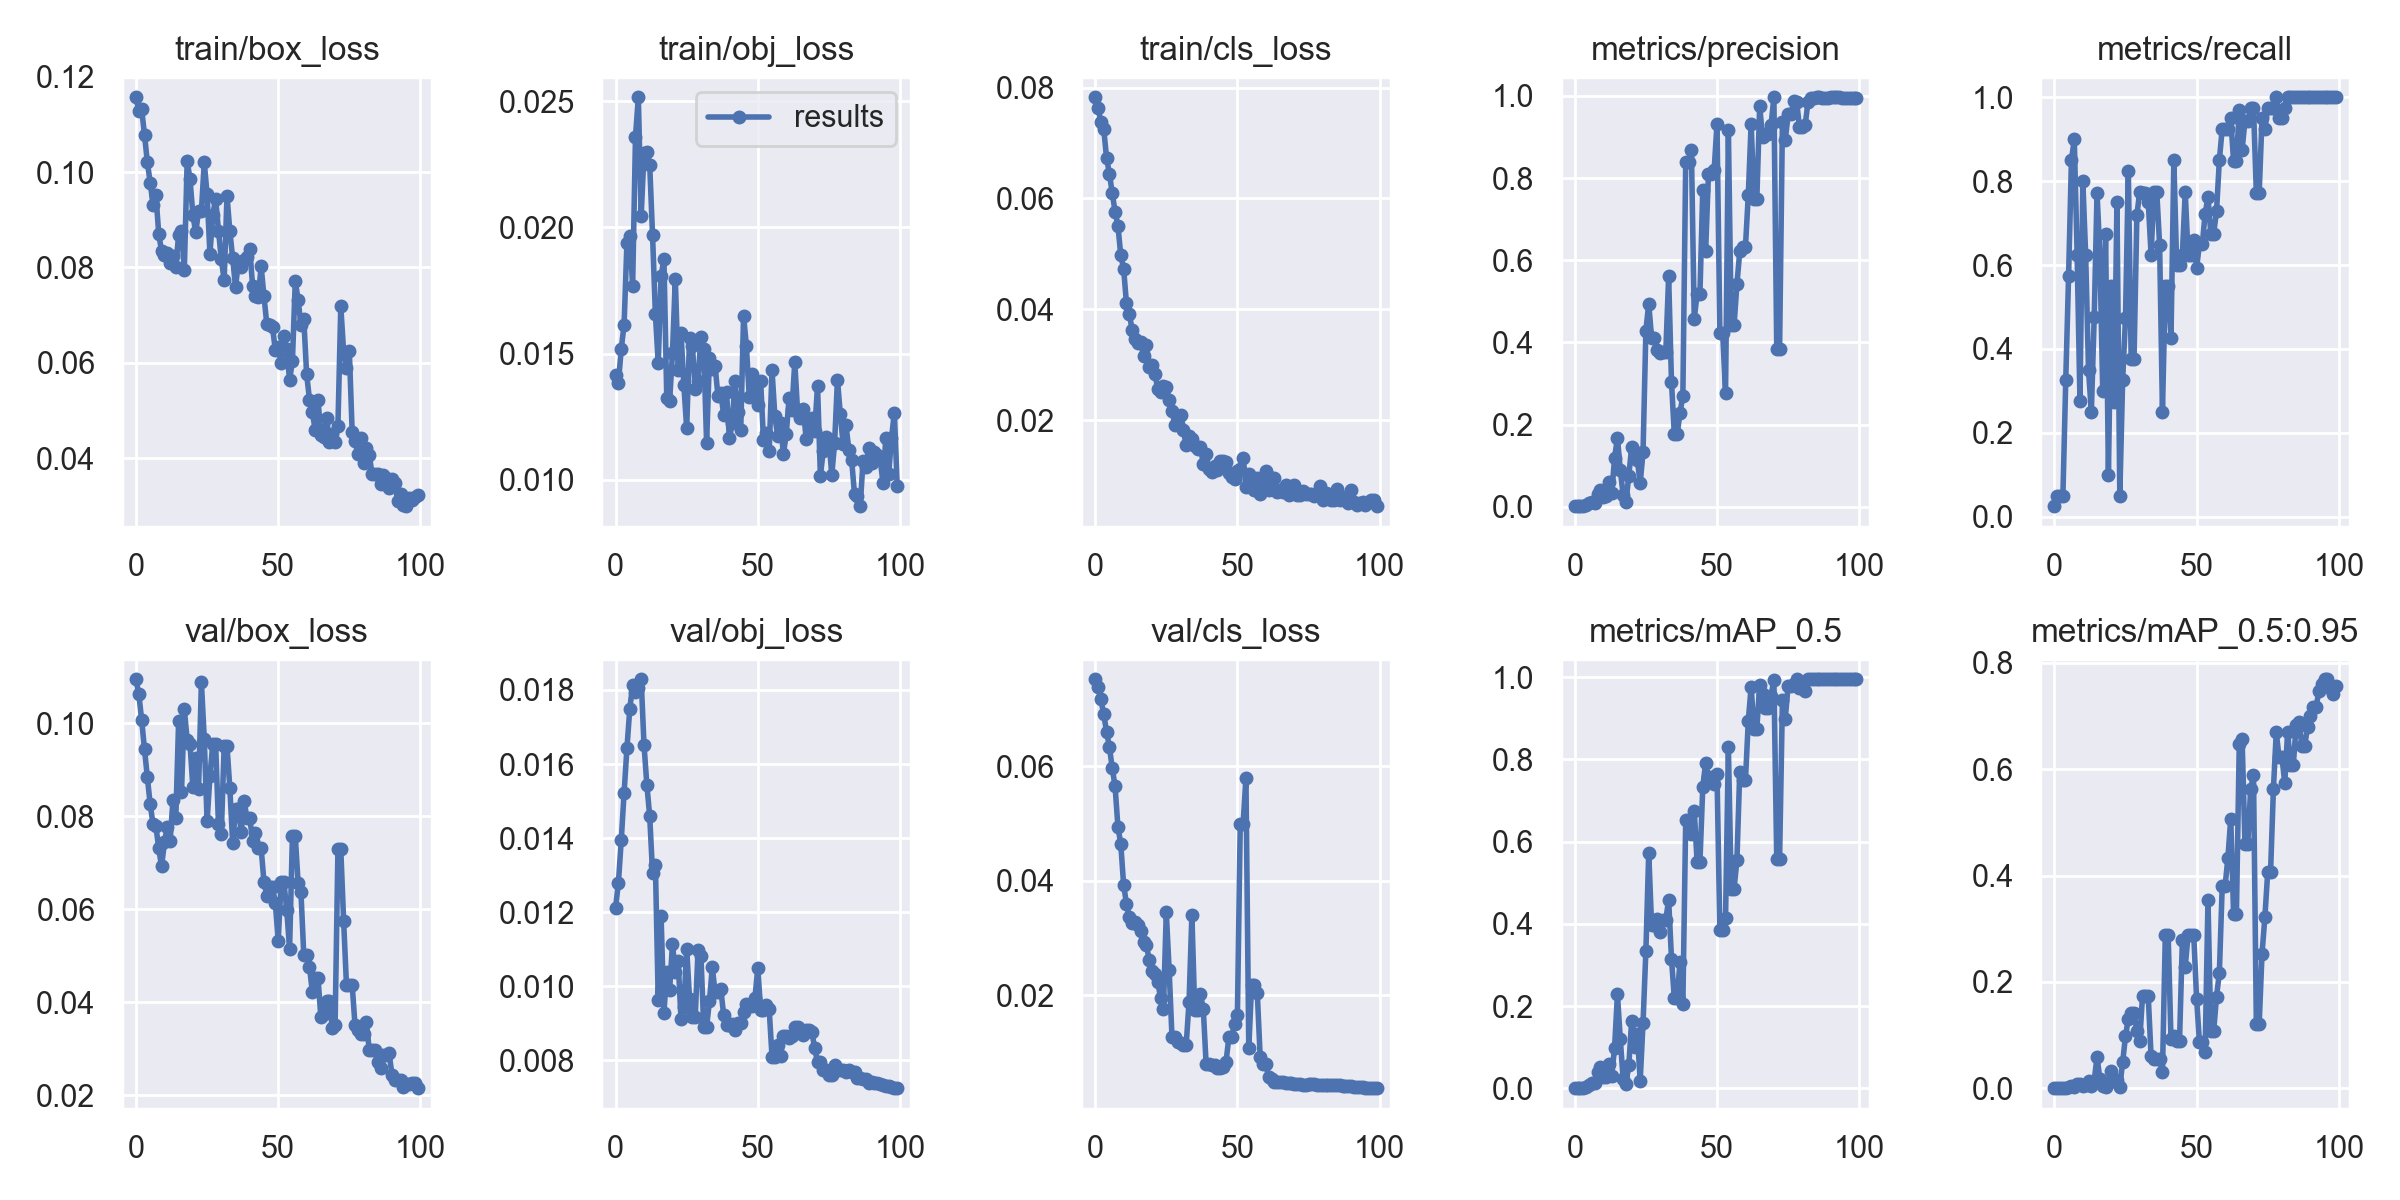 train/box_loss
0.12
0.10
0.08
0.06
0.04
0 50 100
train/obj_loss
results
0.025
0.020
0.015
0.010
0 50 100
train/cls_loss
0.08
0.06
0.04
0.02
0 50 100
metrics/precision
1.0
0.8
0.6
0.4
0.2
0.0
0 50 100
metrics/recall
1.0
0.8
0.6
0.4
0.2
0.0
0 50 100
val/box_loss
0.10
0.08
0.06
0.04
0.02
0 50 100
val/obj_loss
0.018
0.016
0.014
0.012
0.010
0.008
0 50 100
val/cls_loss
0.06
0.04
0.02
0 50 100
metrics/mAP_0.5
1.0
0.8
0.6
0.4
0.2
0.0
0 50 100
metrics/mAP_0.5:0.95
0.8
0.6
0.4
0.2
0.0
0 50 100